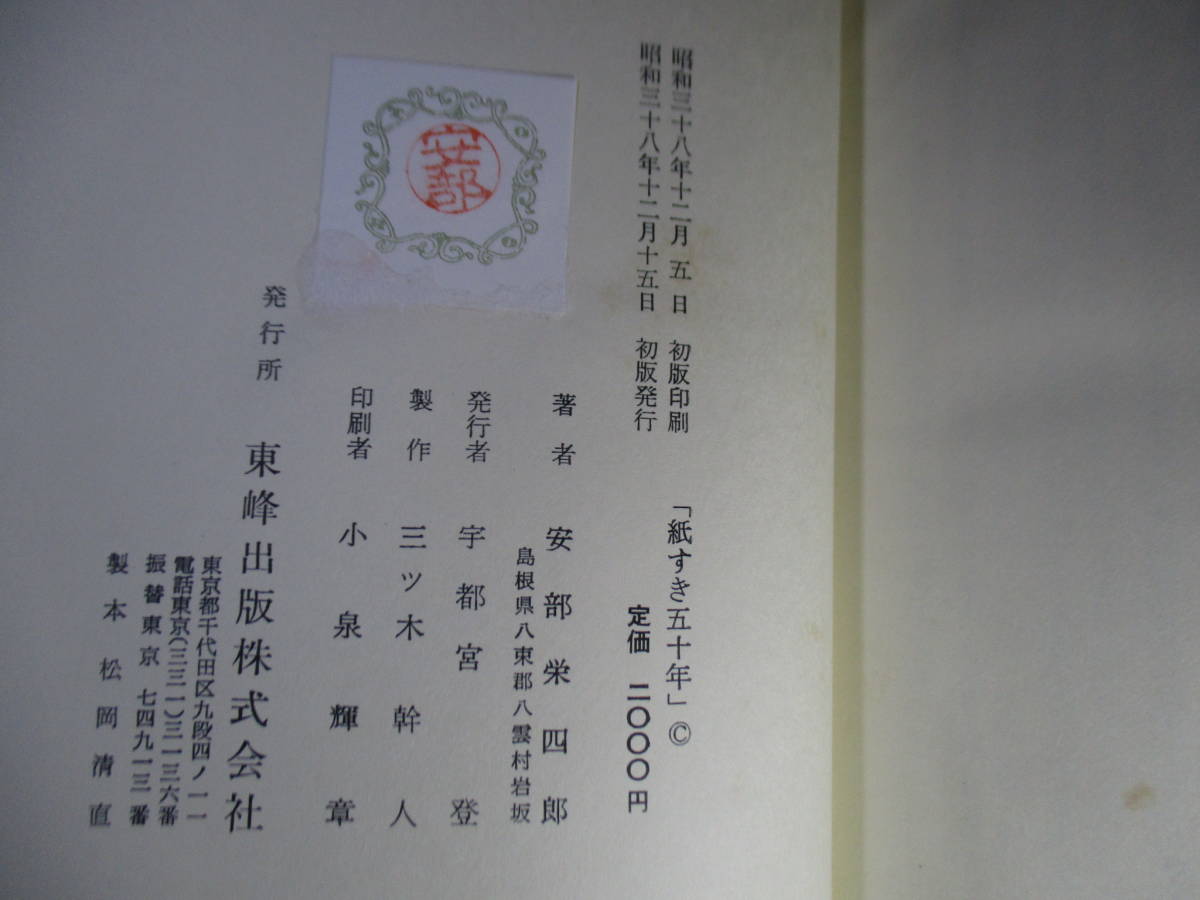 昭和三十八年十二月 五 日 初版印刷
昭和三十八年十二月十五日 初版発行
「紙すき五十年」©
定価 二〇〇〇円
著者 安部栄四郎
島根県八束郡八雲村岩坂
発行者 宇都宮登
製作 三ッ木幹人
印刷者 小泉輝章
安部
発行所 東峰出版株式会社
東京都千代田区九段四ノ一一
電話東京(三三一)三一三六番
振替東京 七四九一三番
製本 松岡清直